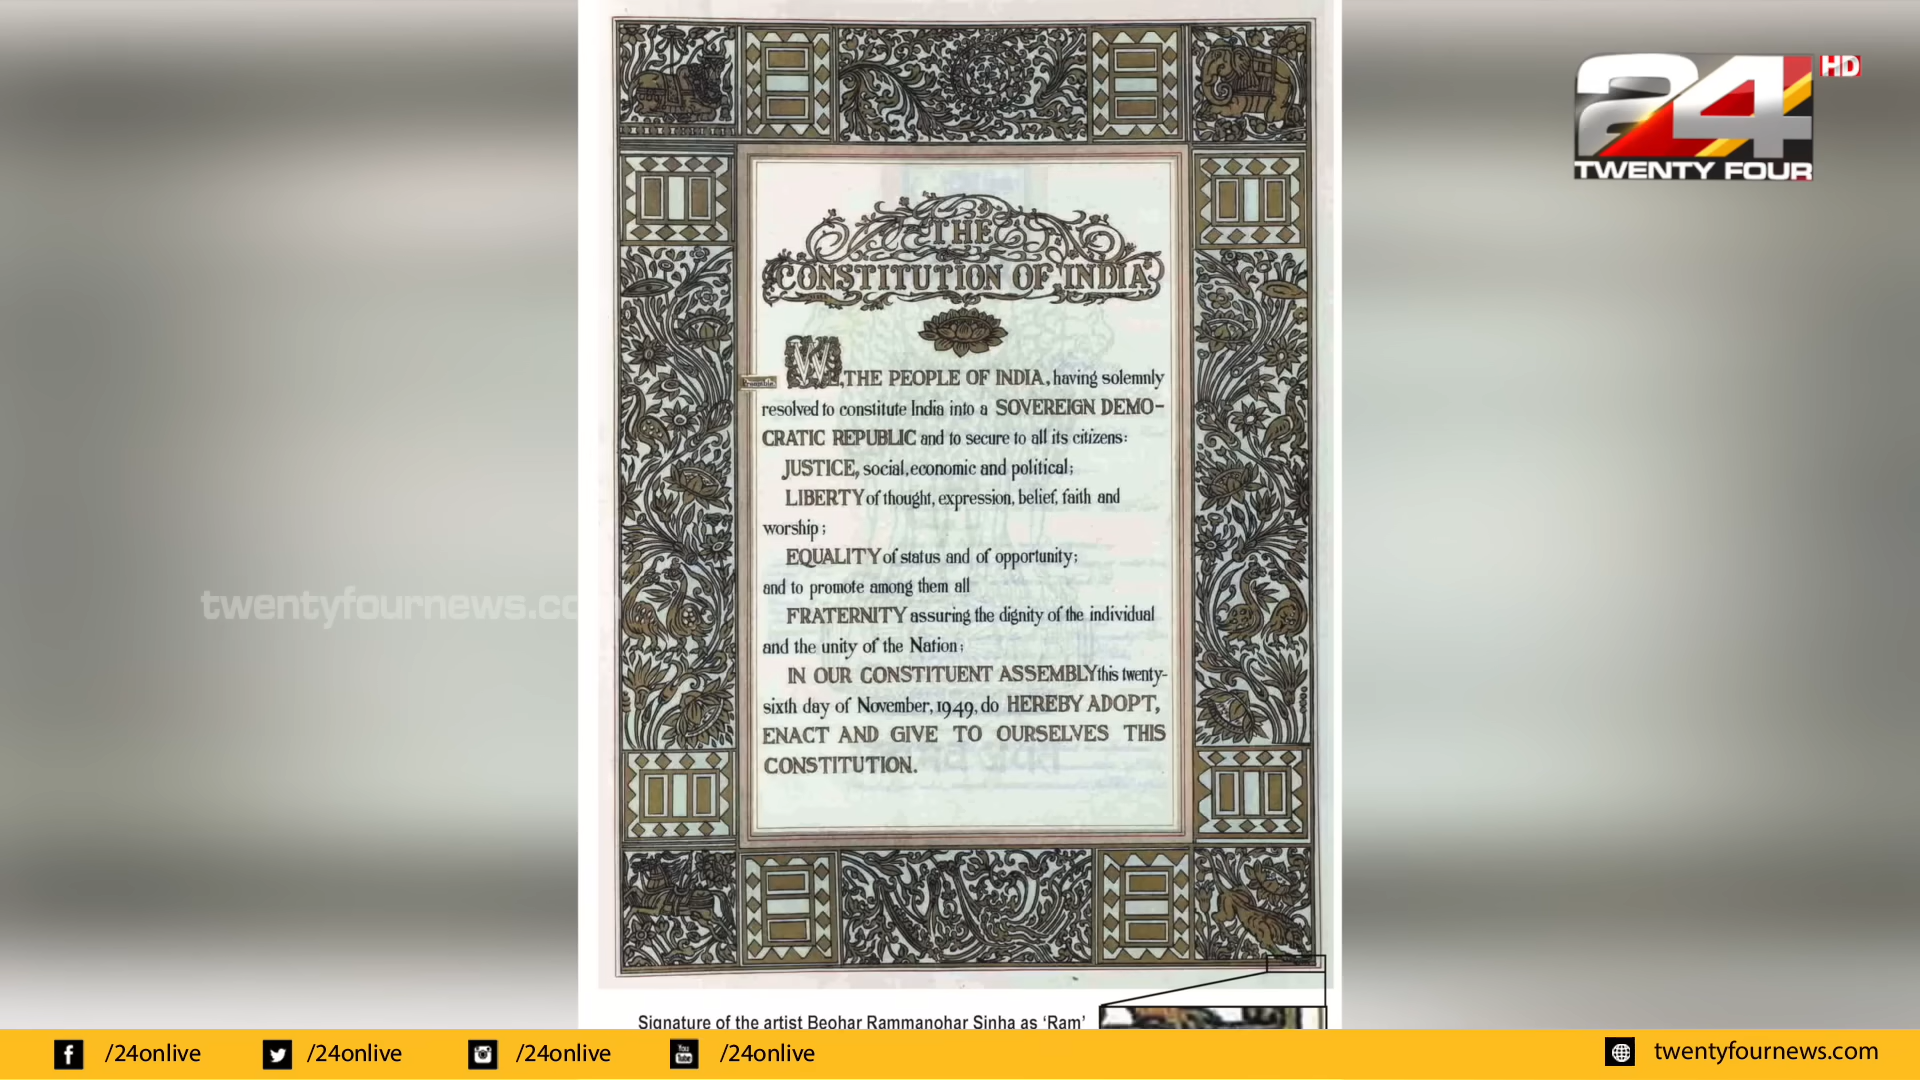 24
HD
TWENTY FOUR
THE
CONSTITUTION OF INDIA
Preamble
WE, THE PEOPLE OF INDIA, having solemnly
resolved to constitute India into a SOVEREIGN DEMO-
CRATIC REPUBLIC and to secure to all its citizens:
JUSTICE, social, economic and political;
LIBERTY of thought, expression, belief, faith and
worship;
EQUALITY of status and of opportunity;
and to promote among them all
FRATERNITY assuring the dignity of the individual
and the unity of the Nation;
IN OUR CONSTITUENT ASSEMBLY this twenty-
sixth day of November, 1949, do HEREBY ADOPT,
ENACT AND GIVE TO OURSELVES THIS
CONSTITUTION.
twentyfournews.co
Signature of the artist Beohar Rammanohar Sinha as ‘Ram’
/24onlive
/24onlive
/24onlive
You Tube
/24onlive
twentyfournews.com